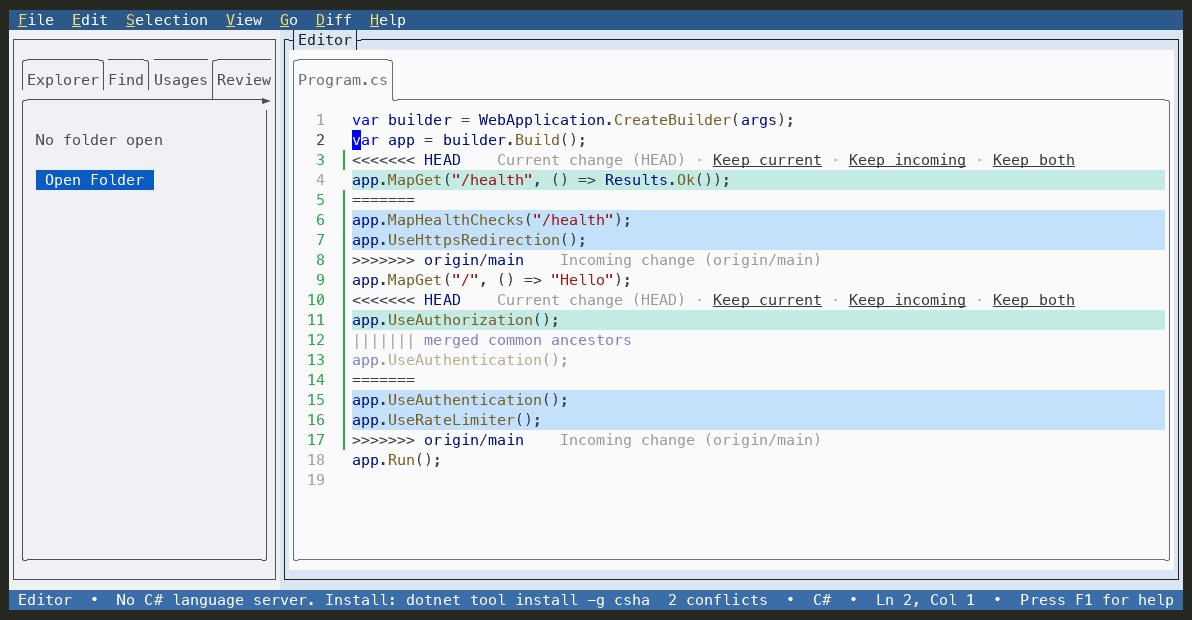 File  Edit  Selection  View  Go  Diff  Help
Editor
Explorer Find Usages Review
Program.cs
No folder open
Open Folder
1 var builder = WebApplication.CreateBuilder(args);
2 var app = builder.Build();
3 <<<<<<< HEAD    Current change (HEAD) · Keep current · Keep incoming · Keep both
4 app.MapGet("/health", () => Results.Ok());
5 =======
6 app.MapHealthChecks("/health");
7 app.UseHttpsRedirection();
8 >>>>>>> origin/main    Incoming change (origin/main)
9 app.MapGet("/", () => "Hello");
10 <<<<<<< HEAD    Current change (HEAD) · Keep current · Keep incoming · Keep both
11 app.UseAuthorization();
12 ||||||| merged common ancestors
13 app.UseAuthentication();
14 =======
15 app.UseAuthentication();
16 app.UseRateLimiter();
17 >>>>>>> origin/main    Incoming change (origin/main)
18 app.Run();
19
Editor  •  No C# language server. Install: dotnet tool install −g csha  2 conflicts  •  C#  •  Ln 2, Col 1  •  Press F1 for help